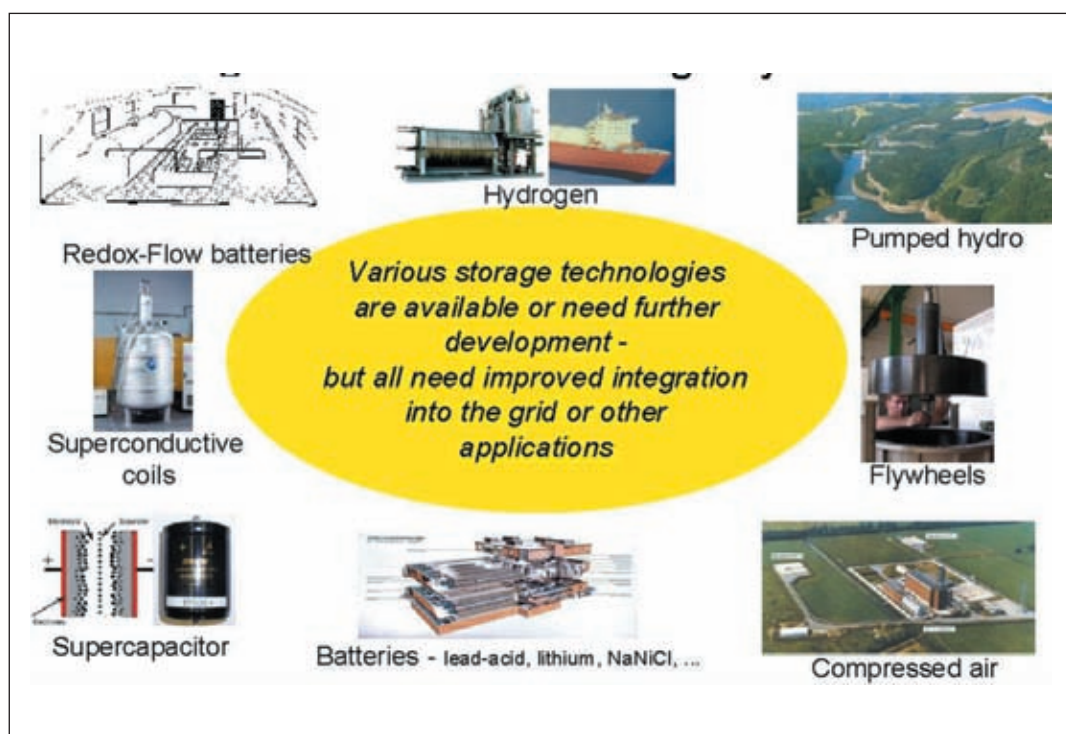 Hydrogen
Pumped hydro
Redox-Flow batteries
Various storage technologies
are available or need further
development -
but all need improved integration
into the grid or other
applications
Superconductive
coils
Flywheels
+
-
Supercapacitor
Batteries - lead-acid, lithium, NaNiCl, ...
Compressed air